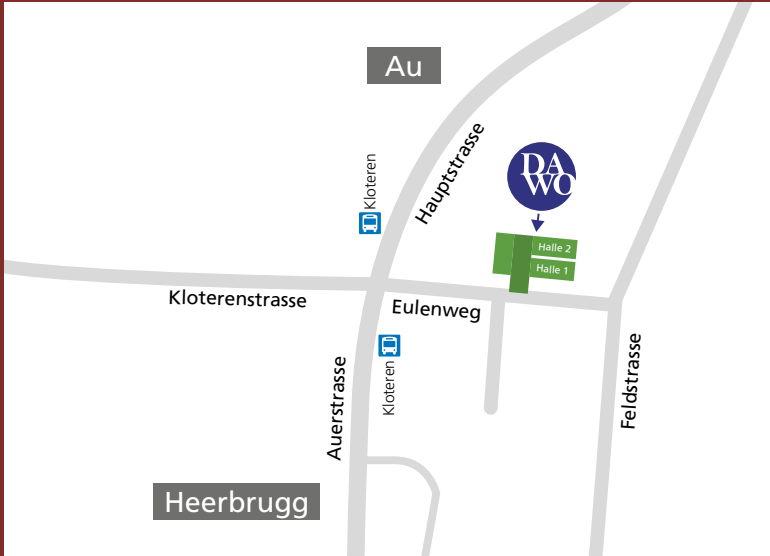 Au
Hauptstrasse
Kloteren
DA
WO
Halle 2
Halle 1
Kloterenstrasse
Eulenweg
Kloteren
Auerstrasse
Feldstrasse
Heerbrugg